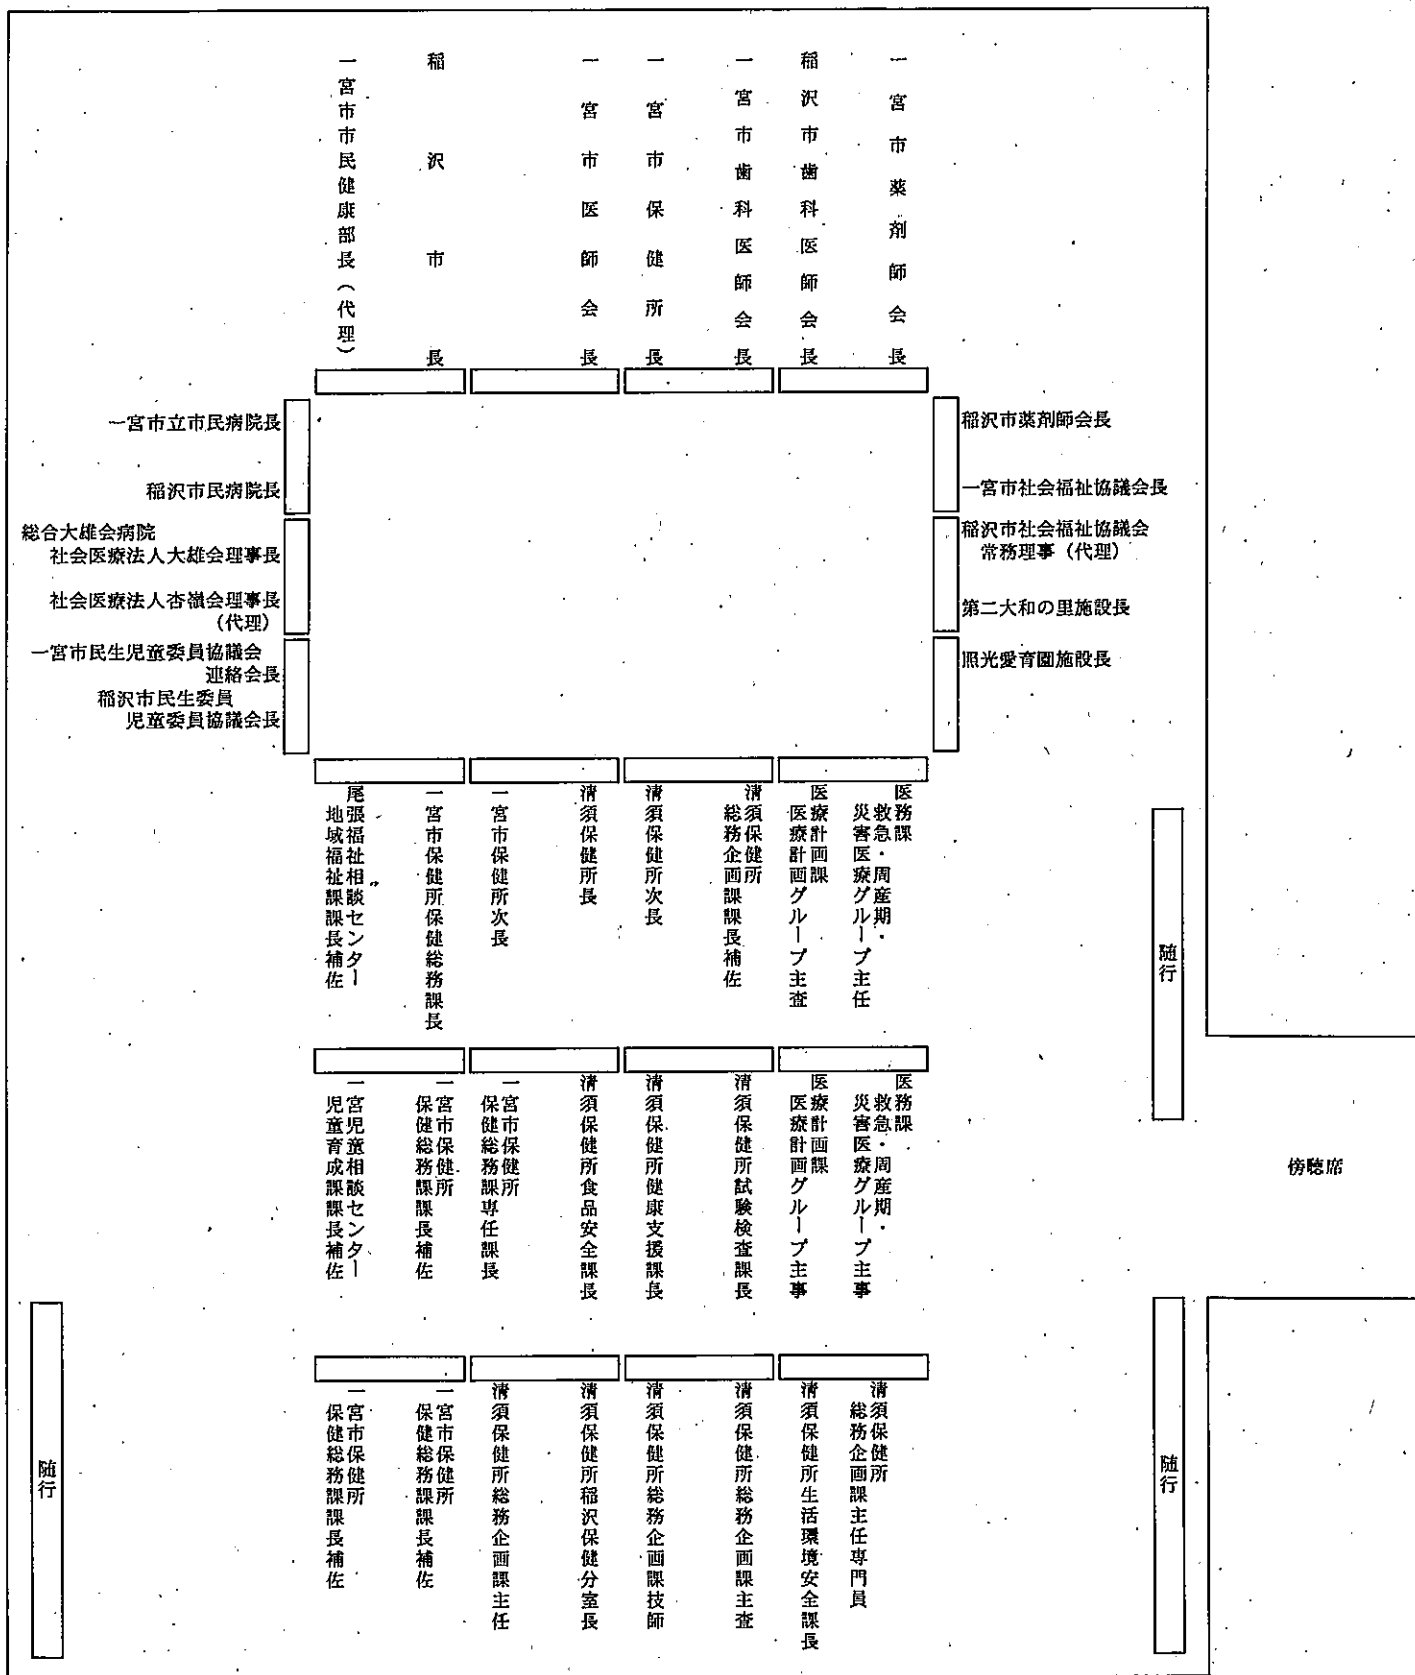 一宮市薬剤師会長
稲沢市歯科医師会長
一宮市歯科医師会長
一宮市保健所長
一宮市医師会長
稲沢市長
一宮市市民健康部長（代理）
一宮市立市民病院長
稲沢市民病院長
総合大雄会病院
社会医療法人大雄会理事長
社会医療法人杏嶺会理事長
（代理）
一宮市民生児童委員協議会
連絡会長
稲沢市民生委員
児童委員協議会長
稲沢市薬剤師会長
一宮市社会福祉協議会長
稲沢市社会福祉協議会
常務理事（代理）
第二大和の里施設長
照光愛育園施設長
医務課
救急・周産期・
災害医療グループ主任
医療計画課
医療計画グループ主査
清須保健所
総務企画課課長補佐
清須保健所次長
清須保健所長
一宮市保健所次長
一宮市保健所保健総務課長
尾張福祉相談センター
地域福祉課課長補佐
随行
医務課
救急・周産期・
災害医療グループ主事
医療計画課
医療計画グループ主事
清須保健所試験検査課長
清須保健所健康支援課長
清須保健所食品安全課長
一宮市保健所
保健総務課専任課長
一宮市保健所
保健総務課課長補佐
一宮児童相談センター
児童育成課課長補佐
傍聴席
清須保健所
総務企画課主任専門員
清須保健所生活環境安全課長
清須保健所総務企画課主査
清須保健所総務企画課技師
清須保健所稲沢保健分室長
清須保健所総務企画課主任
一宮市保健所
保健総務課課長補佐
一宮市保健所
保健総務課課長補佐
随行
随行